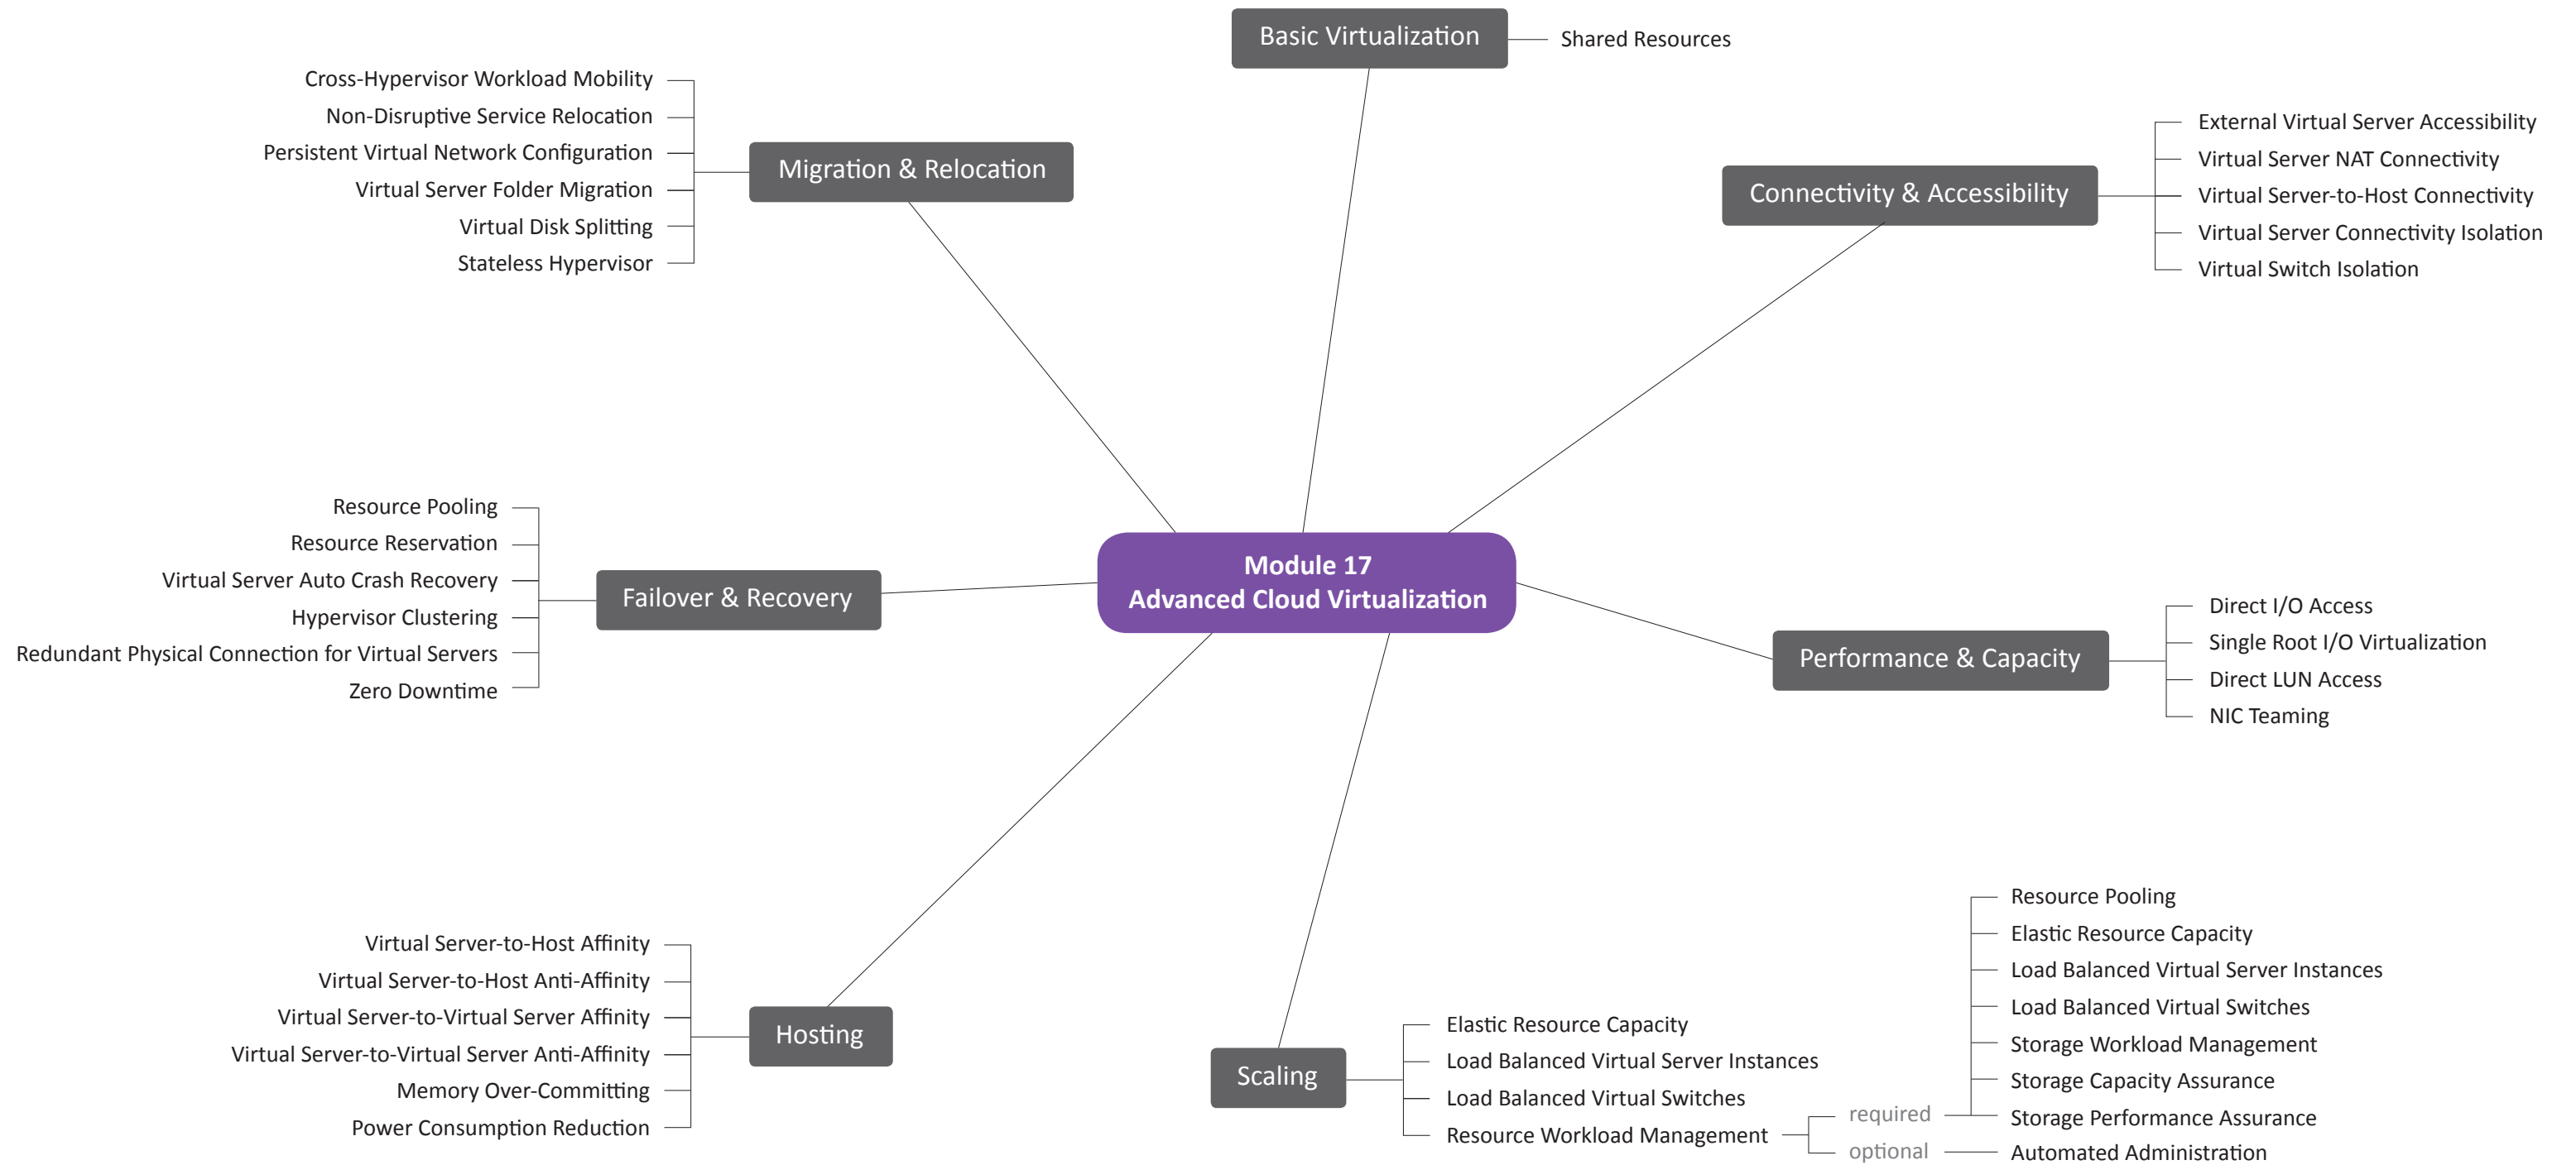 Basic Virtualization
Shared Resources
Migration & Relocation
Cross-Hypervisor Workload Mobility
Non-Disruptive Service Relocation
Persistent Virtual Network Configuration
Virtual Server Folder Migration
Virtual Disk Splitting
Stateless Hypervisor
Connectivity & Accessibility
External Virtual Server Accessibility
Virtual Server NAT Connectivity
Virtual Server-to-Host Connectivity
Virtual Server Connectivity Isolation
Virtual Switch Isolation
Module 17
Advanced Cloud Virtualization
Failover & Recovery
Resource Pooling
Resource Reservation
Virtual Server Auto Crash Recovery
Hypervisor Clustering
Redundant Physical Connection for Virtual Servers
Zero Downtime
Performance & Capacity
Direct I/O Access
Single Root I/O Virtualization
Direct LUN Access
NIC Teaming
Hosting
Virtual Server-to-Host Affinity
Virtual Server-to-Host Anti-Affinity
Virtual Server-to-Virtual Server Affinity
Virtual Server-to-Virtual Server Anti-Affinity
Memory Over-Committing
Power Consumption Reduction
Scaling
Elastic Resource Capacity
Load Balanced Virtual Server Instances
Load Balanced Virtual Switches
Resource Workload Management
required
Resource Pooling
Elastic Resource Capacity
Load Balanced Virtual Server Instances
Load Balanced Virtual Switches
Storage Workload Management
Storage Capacity Assurance
Storage Performance Assurance
optional
Automated Administration